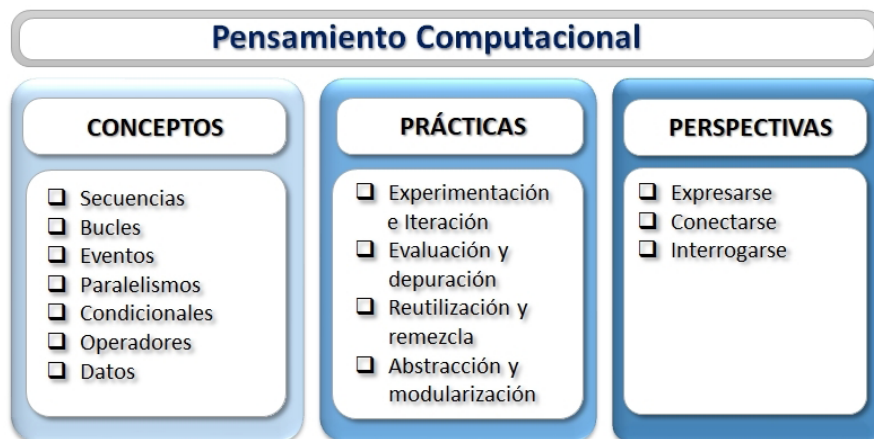 Pensamiento Computacional
CONCEPTOS
Secuencias
Bucles
Eventos
Paralelismos
Condicionales
Operadores
Datos
PRÁCTICAS
Experimentación
e Iteración
Evaluación y
depuración
Reutilización y
remezcla
Abstracción y
modularización
PERSPECTIVAS
Expresarse
Conectarse
Interrogarse